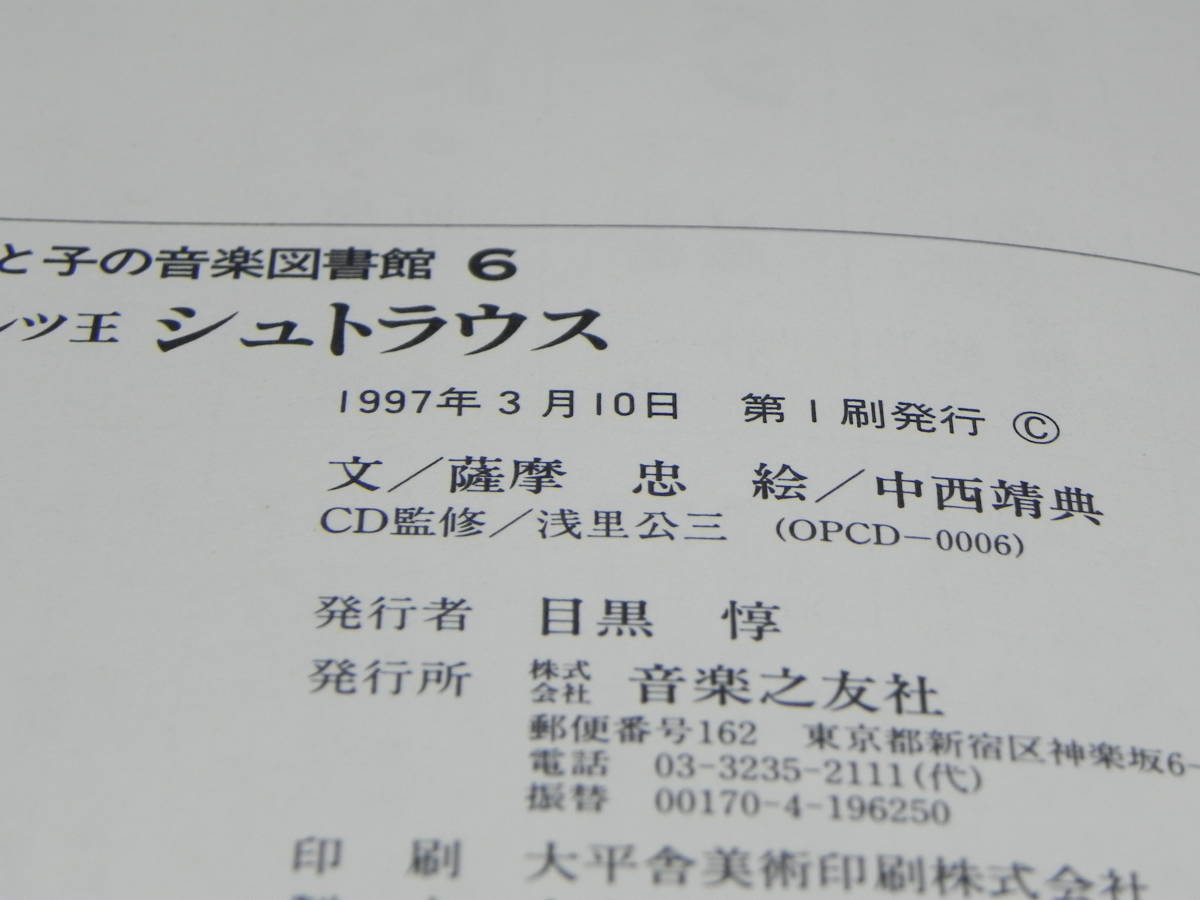 と子の音楽図書館 6
ツ王 シュトラウス
1997年3月10日 第1刷発行 ©
文/薩摩 忠 絵/中西靖典
CD監修/浅里公三 (OPCD-0006)
発行者 目黒 惇
発行所 株式会社 音楽之友社
郵便番号162 東京都新宿区神楽坂6-
電話 03-3235-2111(代)
振替 00170-4-196250
印刷 大平舎美術印刷株式会社